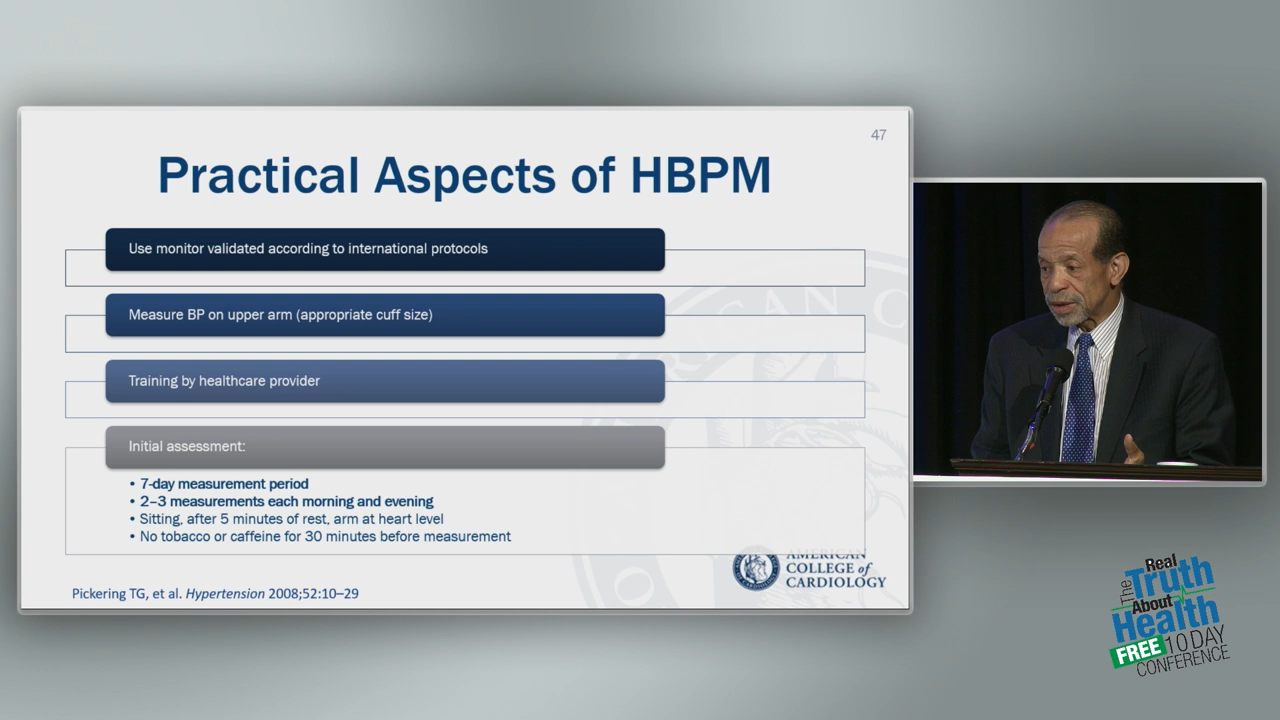 47
Practical Aspects of HBPM
Use monitor validated according to international protocols
Measure BP on upper arm (appropriate cuff size)
Training by healthcare provider
Initial assessment:
• 7-day measurement period
• 2–3 measurements each morning and evening
• Sitting, after 5 minutes of rest, arm at heart level
• No tobacco or caffeine for 30 minutes before measurement
AMERICAN
COLLEGE of
CARDIOLOGY
Pickering TG, et al. Hypertension 2008;52:10–29
The Real
Truth
About
Health
FREE 10 DAY
CONFERENCE